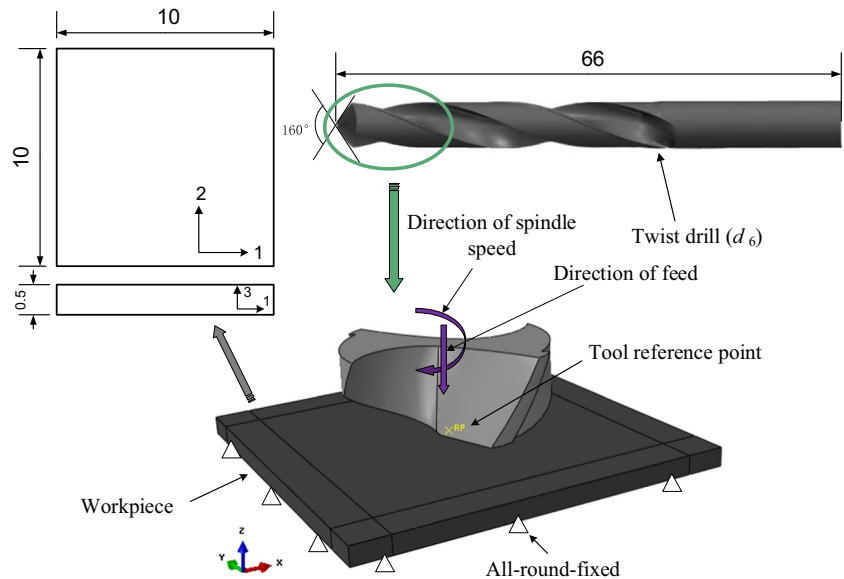 10
66
10
160°
2
1
Twist drill (d 6)
Direction of spindle
speed
Direction of feed
0.5
3
1
Tool reference point
RP
Workpiece
Z
Y
X
All-round-fixed